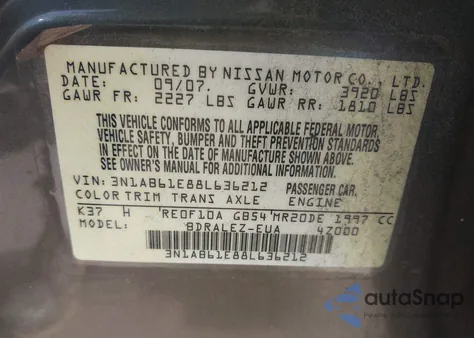 MANUFACTURED BY NISSAN MOTOR CO., LTD.
DATE: 09/07. GVWR: 3920 LBS
GAWR FR: 2227 LBS GAWR RR: 1810 LBS
THIS VEHICLE CONFORMS TO ALL APPLICABLE FEDERAL MOTOR
VEHICLE SAFETY, BUMPER AND THEFT PREVENTION STANDARDS
IN EFFECT ON THE DATE OF MANUFACTURE SHOWN ABOVE.
SEE OWNER'S MANUAL FOR ADDITIONAL INFORMATION.
VIN: 3N1AB61E88L636212 PASSENGER CAR.
COLOR TRIM TRANS AXLE ENGINE
K37 H RE0F10A GB54 MR20DE 1997 CC
MODEL: BDRALEZ-EUA 4Z000
3N1AB61E88L636212
autoSnap